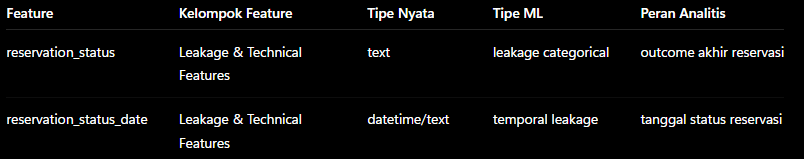 Feature Kelompok Feature Tipe Nyata Tipe ML Peran Analitis
reservation_status Leakage & Technical Features text leakage categorical outcome akhir reservasi
reservation_status_date Leakage & Technical Features datetime/text temporal leakage tanggal status reservasi